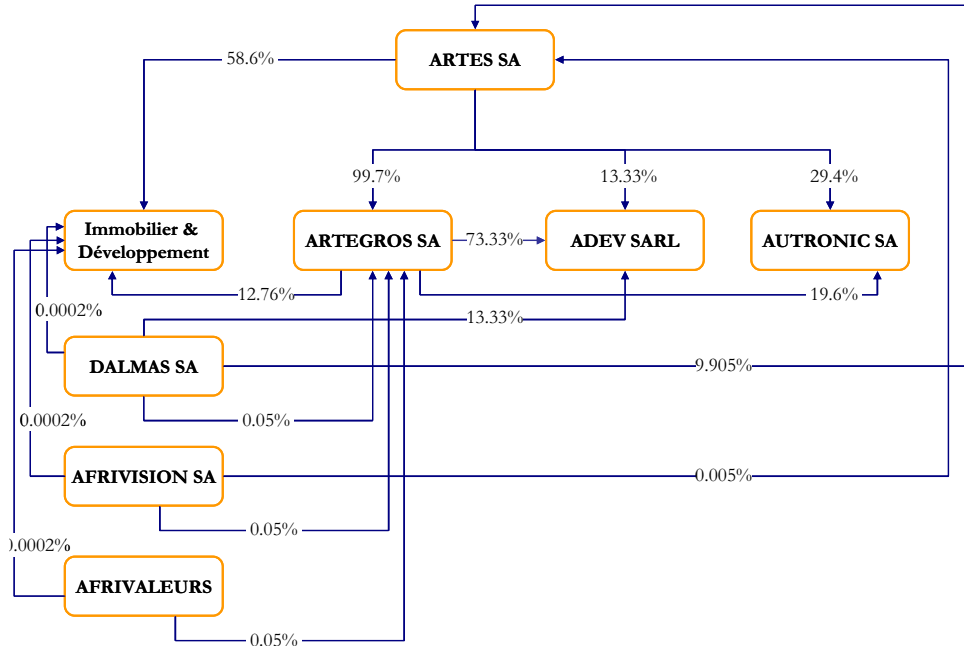 58.6%
ARTES SA
99.7%
13.33%
29.4%
Immobilier &
Développement
ARTEGROS SA
73.33%
ADEV SARL
AUTRONIC SA
12.76%
19.6%
0.0002%
13.33%
DALMAS SA
9.905%
0.0002%
0.05%
AFRIVISION SA
0.005%
0.05%
0.0002%
AFRIVALEURS
0.05%